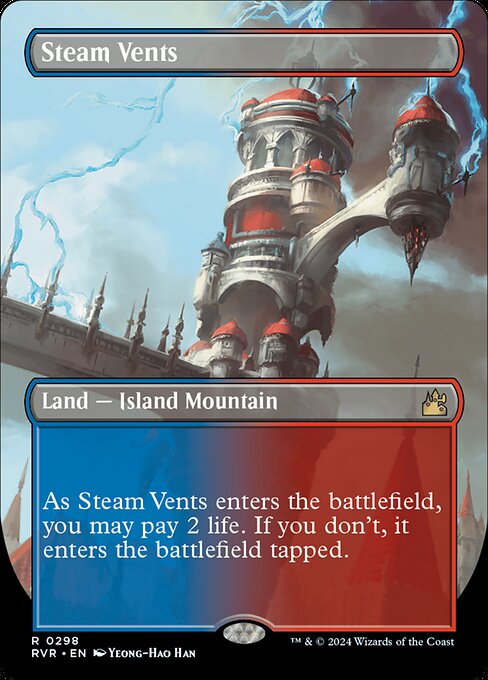 Steam Vents
Land — Island Mountain
As Steam Vents enters the battlefield,
you may pay 2 life. If you don't, it
enters the battlefield tapped.
R 0298
RVR • EN Yeong-Hao Han
™ & © 2024 Wizards of the Coast